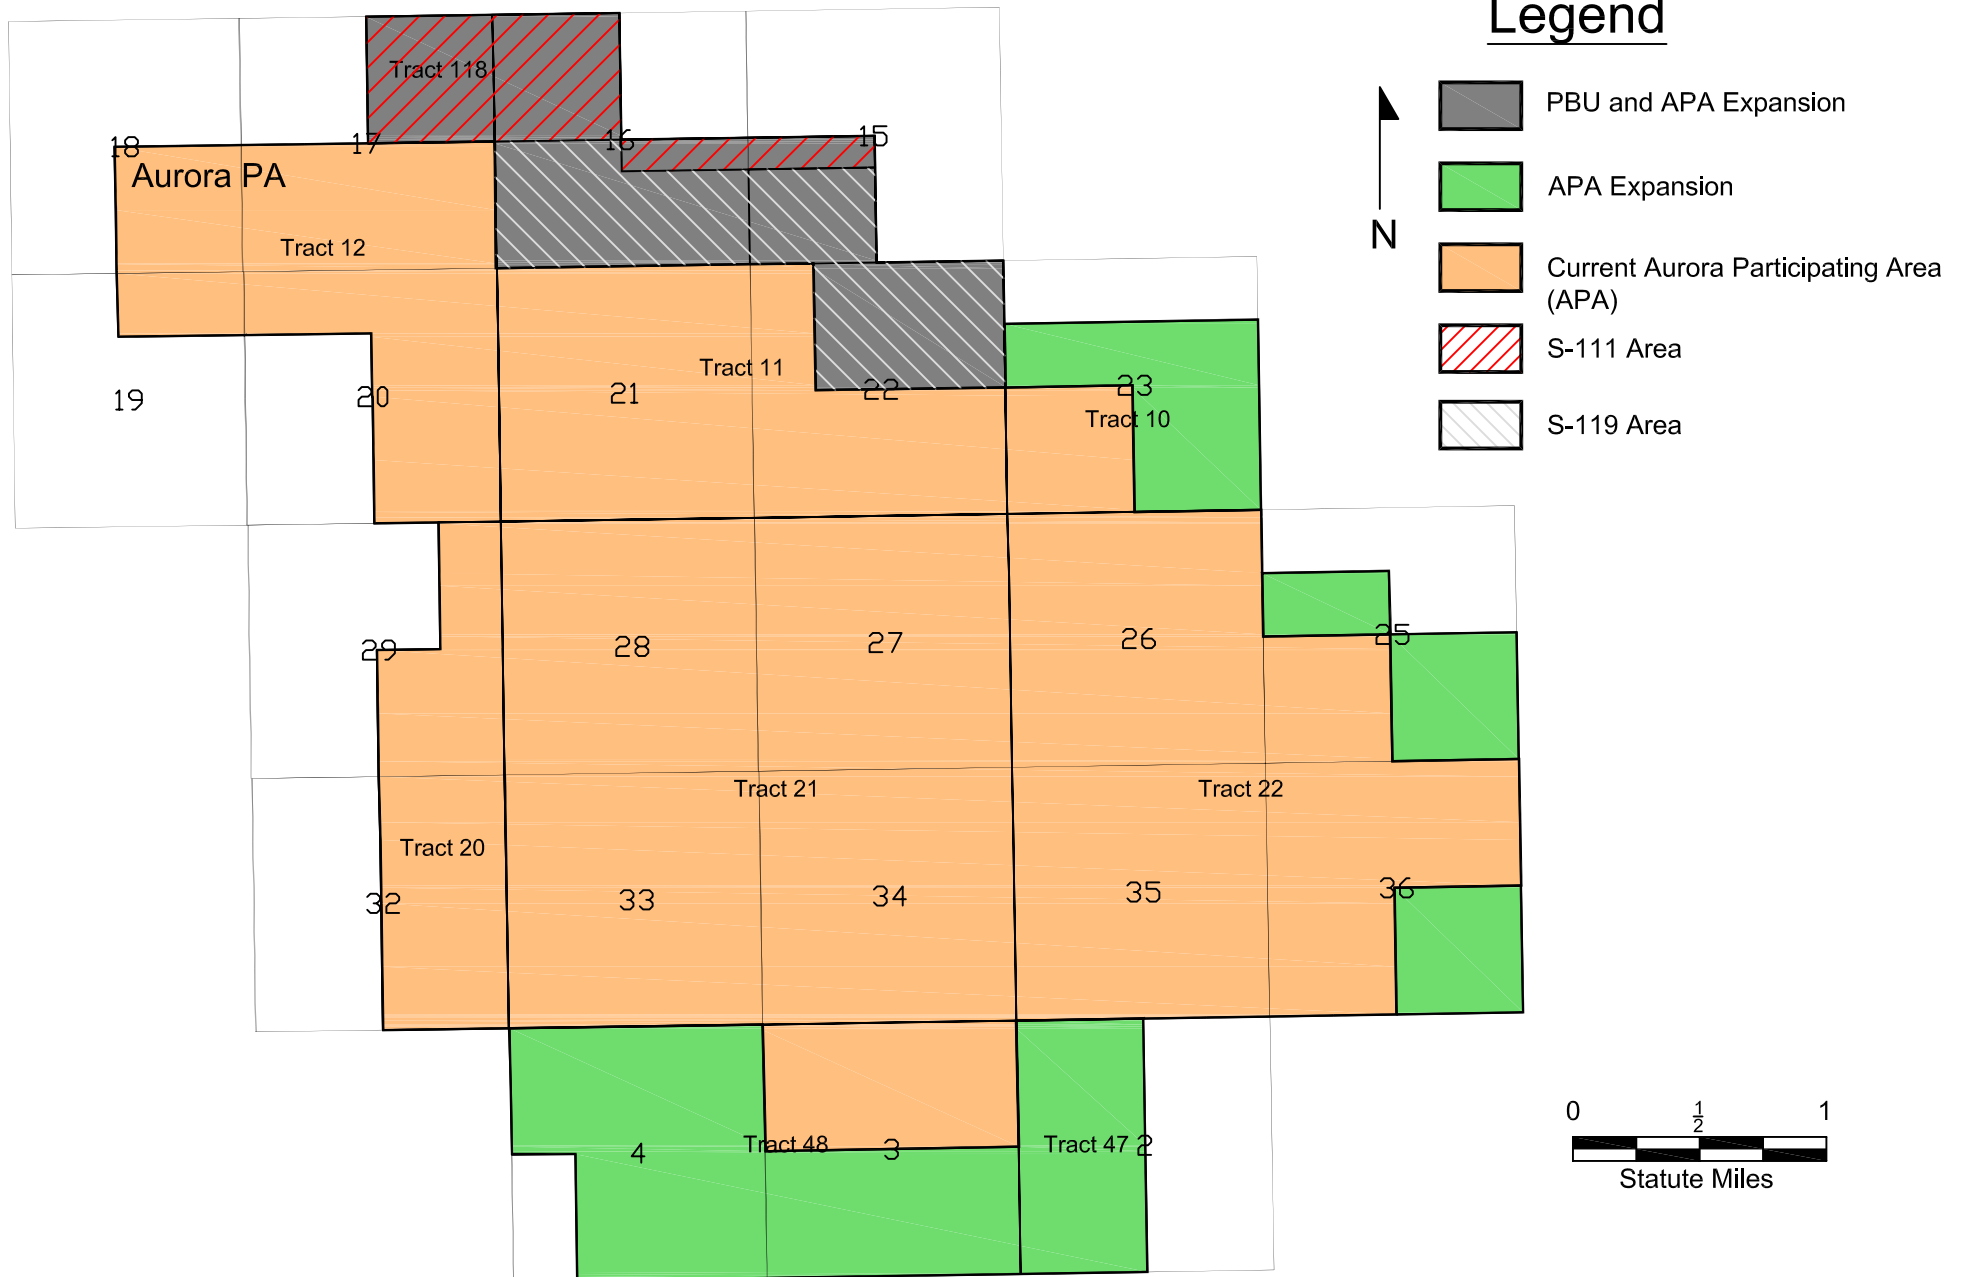 Legend
PBU and APA Expansion
APA Expansion
Current Aurora Participating Area
(APA)
S-111 Area
S-119 Area
N
Tract 118
18
17
16
15
Aurora PA
Tract 12
Tract 11
19
20
21
22
23
Tract 10
29
28
27
26
25
Tract 21
Tract 22
Tract 20
32
33
34
35
36
4
Tract 48
3
Tract 47
2
0
1/2
1
Statute Miles